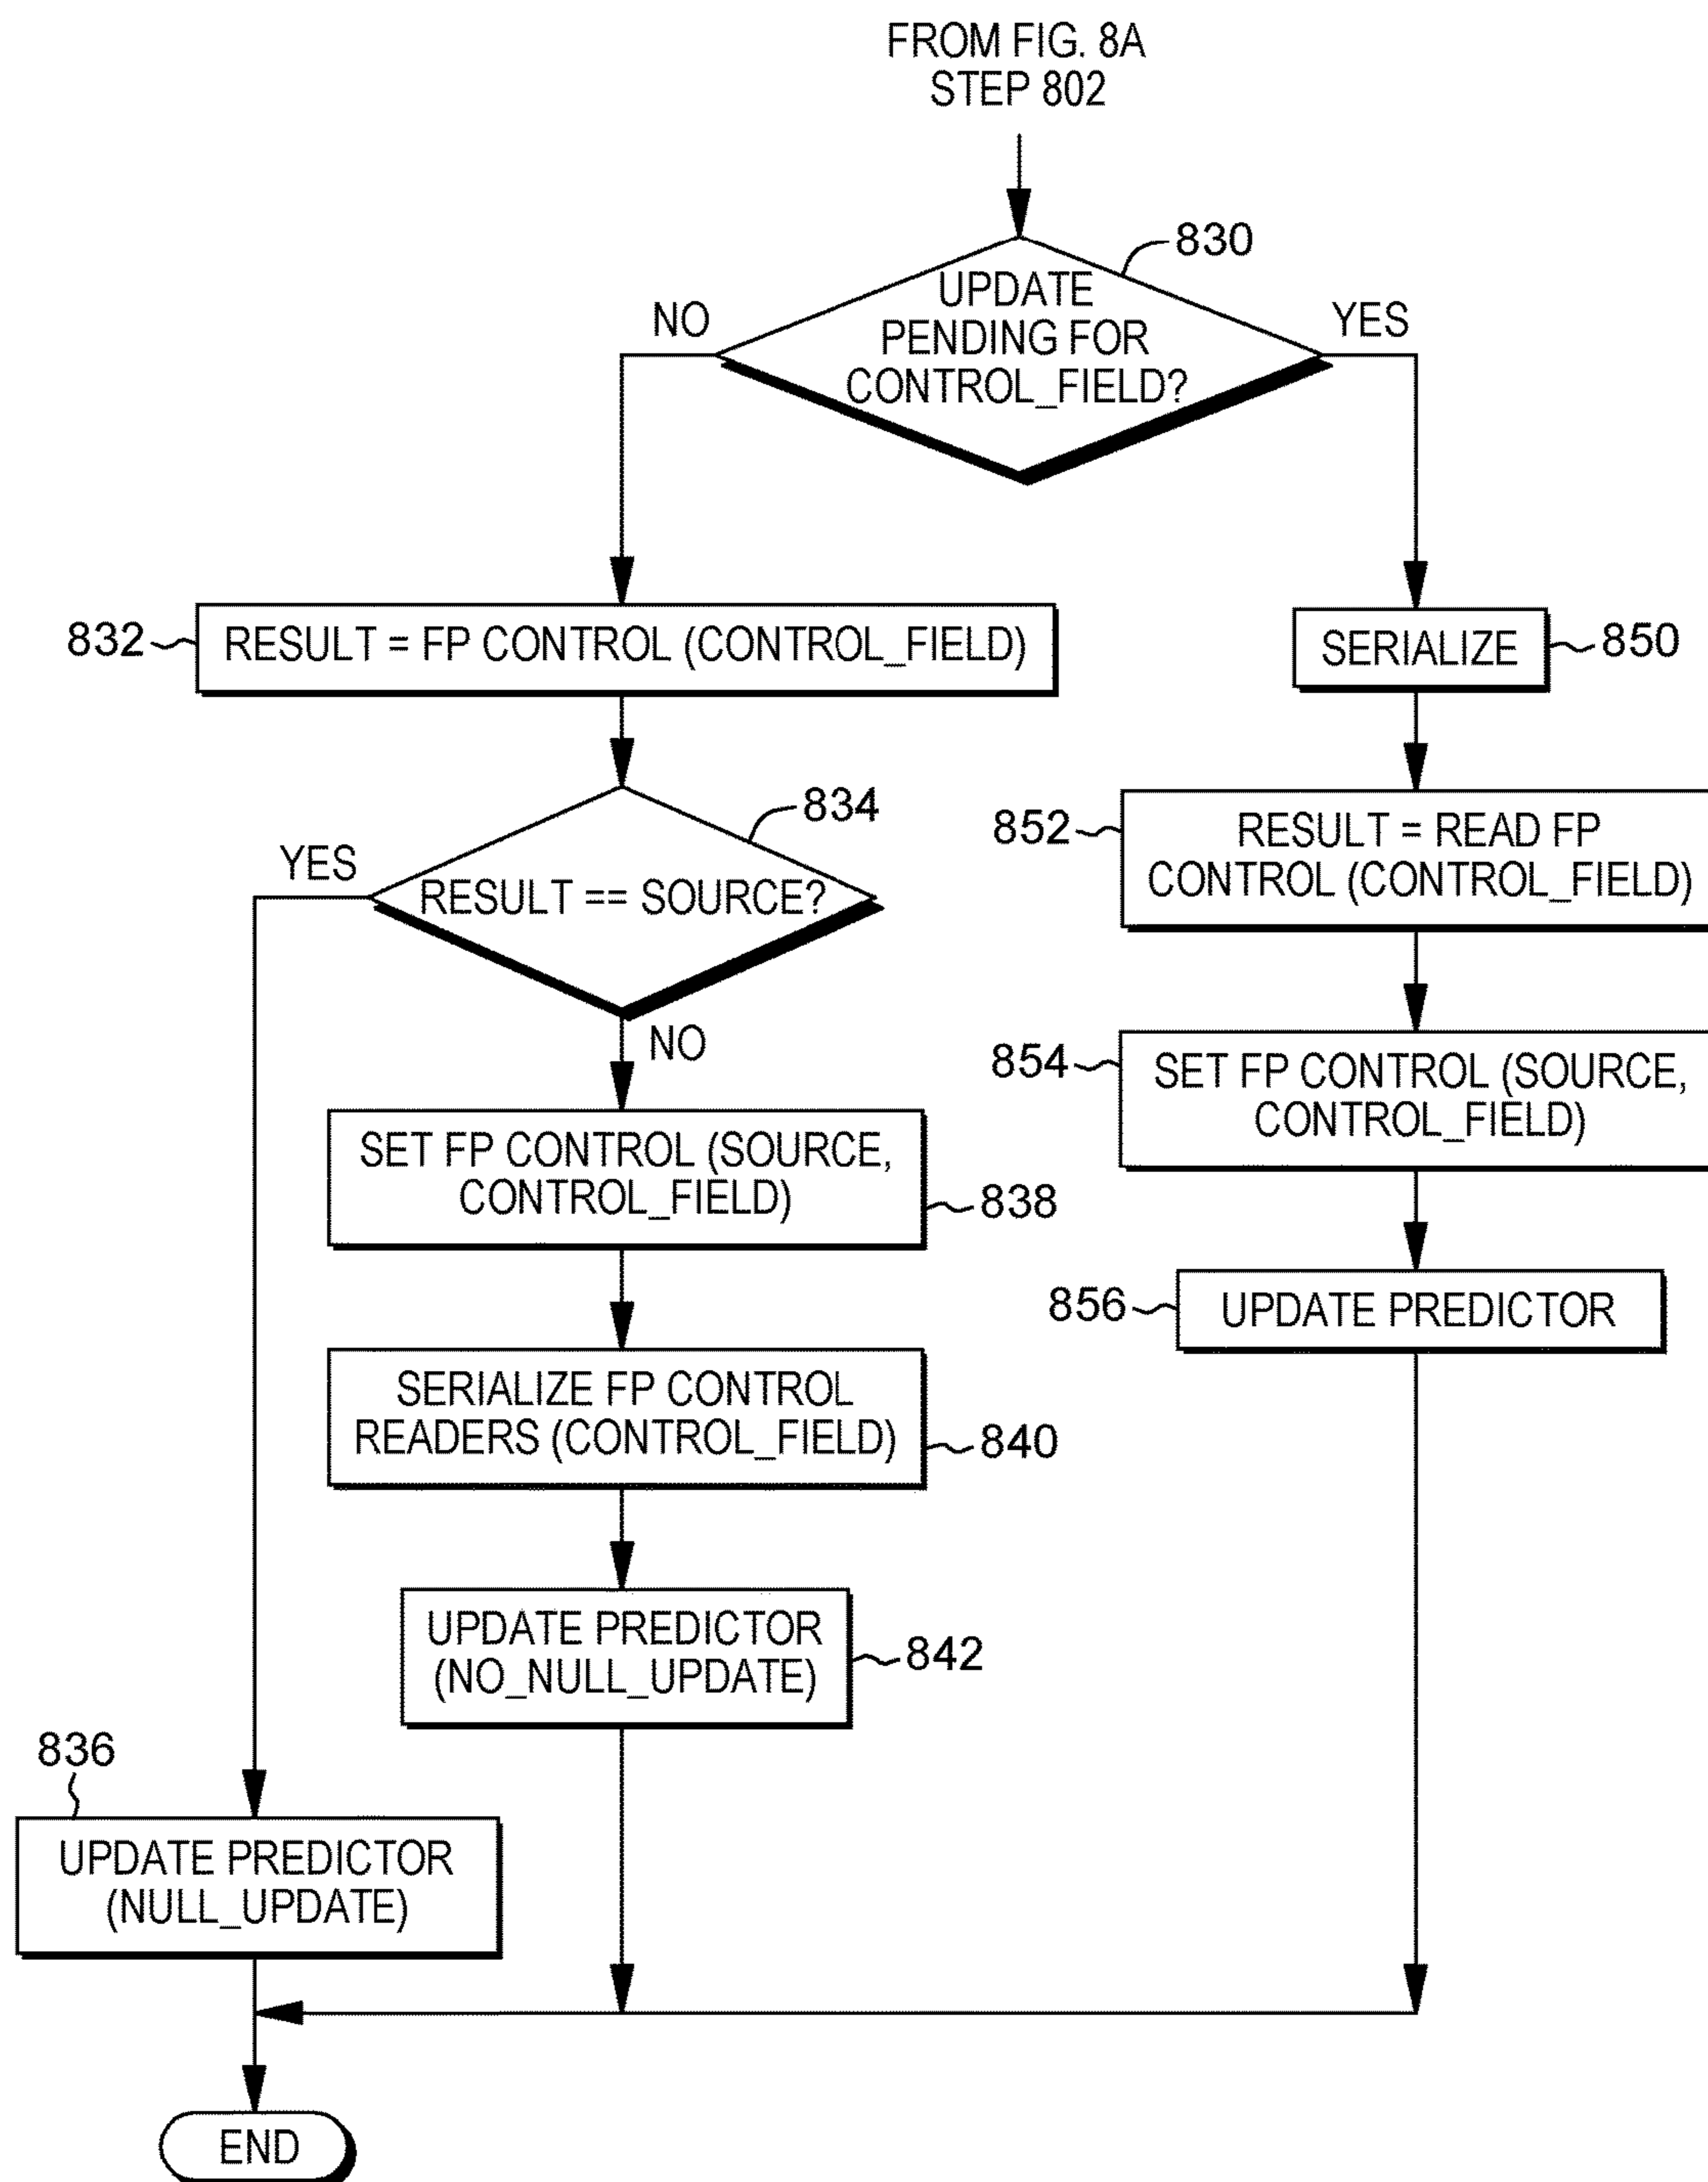 FROM FIG. 8A
STEP 802
830
UPDATE
PENDING FOR
CONTROL_FIELD?
NO
YES
832
RESULT = FP CONTROL (CONTROL_FIELD)
SERIALIZE
850
834
YES
RESULT == SOURCE?
NO
852
RESULT = READ FP
CONTROL (CONTROL_FIELD)
854
SET FP CONTROL (SOURCE,
CONTROL_FIELD)
SET FP CONTROL (SOURCE,
CONTROL_FIELD)
838
856
UPDATE PREDICTOR
SERIALIZE FP CONTROL
READERS (CONTROL_FIELD)
840
UPDATE PREDICTOR
(NO_NULL_UPDATE)
842
836
UPDATE PREDICTOR
(NULL_UPDATE)
END